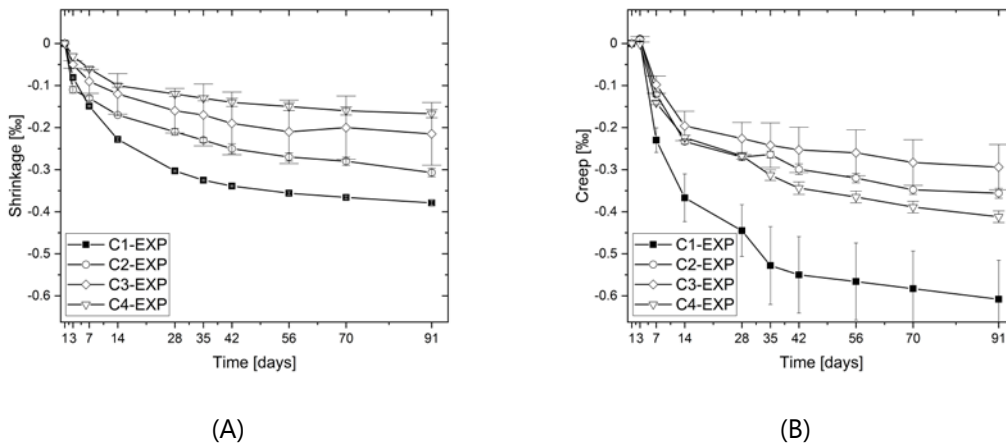 0
-0.1
-0.2
-0.3
-0.4
-0.5
-0.6
Shrinkage [‰]
C1-EXP
C2-EXP
C3-EXP
C4-EXP
1 3 7 14 28 35 42 56 70 91
Time [days]
(A)
0
-0.1
-0.2
-0.3
-0.4
-0.5
-0.6
Creep [‰]
C1-EXP
C2-EXP
C3-EXP
C4-EXP
1 3 7 14 28 35 42 56 70 91
Time [days]
(B)